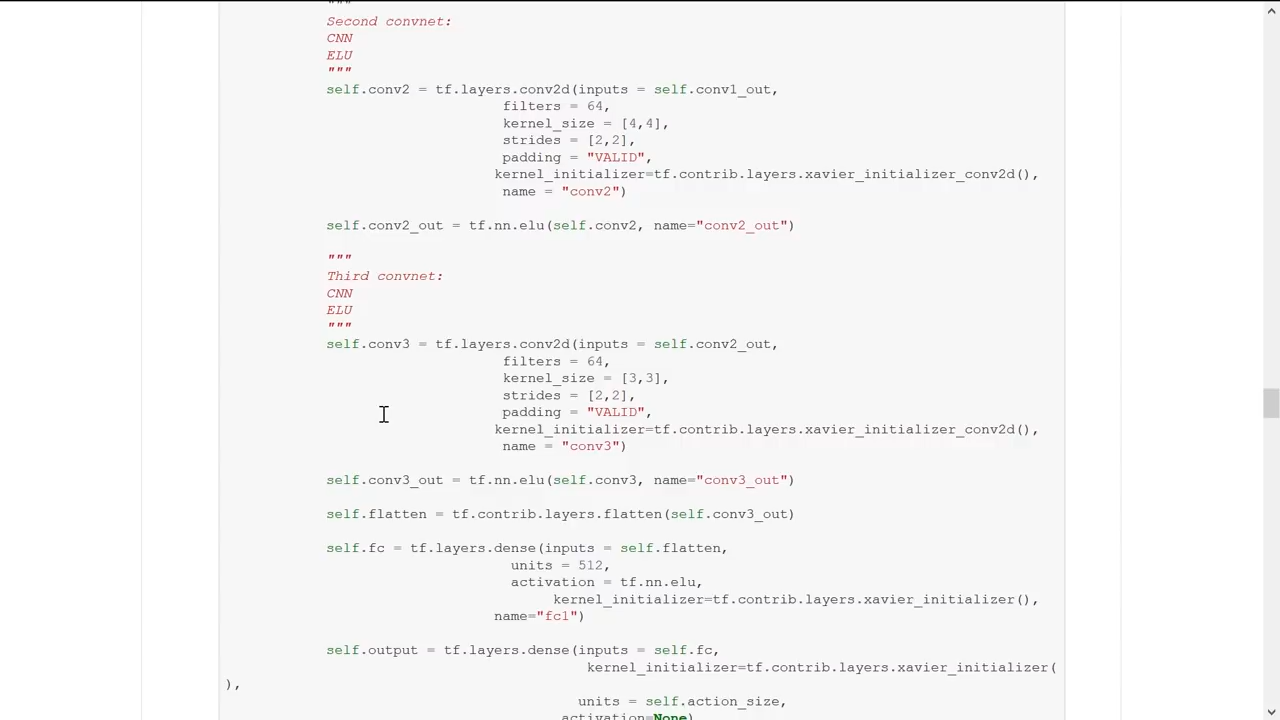 """
Second convnet:
CNN
ELU
"""
self.conv2 = tf.layers.conv2d(inputs = self.conv1_out,
filters = 64,
kernel_size = [4,4],
strides = [2,2],
padding = "VALID",
kernel_initializer=tf.contrib.layers.xavier_initializer_conv2d(),
name = "conv2")
self.conv2_out = tf.nn.elu(self.conv2, name="conv2_out")
"""
Third convnet:
CNN
ELU
"""
self.conv3 = tf.layers.conv2d(inputs = self.conv2_out,
filters = 64,
kernel_size = [3,3],
strides = [2,2],
padding = "VALID",
kernel_initializer=tf.contrib.layers.xavier_initializer_conv2d(),
name = "conv3")
self.conv3_out = tf.nn.elu(self.conv3, name="conv3_out")
self.flatten = tf.contrib.layers.flatten(self.conv3_out)
self.fc = tf.layers.dense(inputs = self.flatten,
units = 512,
activation = tf.nn.elu,
kernel_initializer=tf.contrib.layers.xavier_initializer(),
name="fc1")
self.output = tf.layers.dense(inputs = self.fc,
kernel_initializer=tf.contrib.layers.xavier_initializer(
),
units = self.action_size,
activation=None)